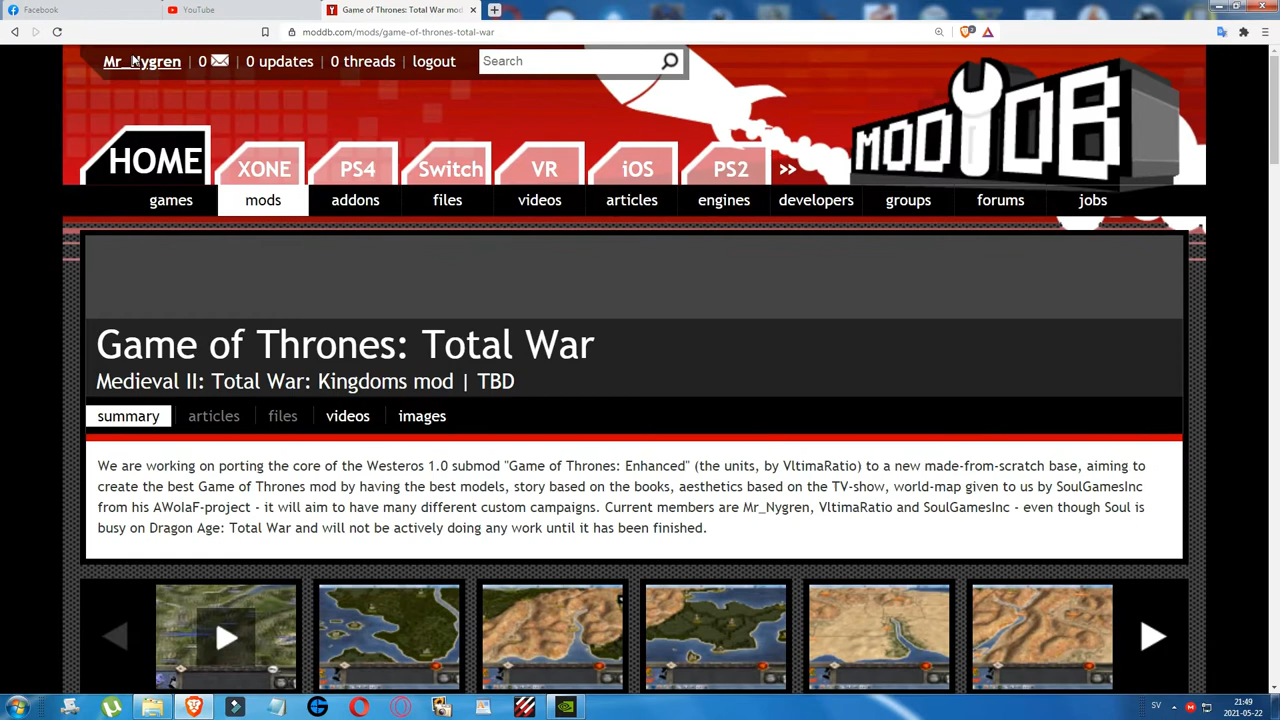 Facebook
YouTube
Game of Thrones: Total War mod
moddb.com/mods/game-of-thrones-total-war
Mr_Nygren 0 0 updates 0 threads logout
Search
MOD DB
HOME XONE PS4 Switch VR iOS PS2 >>
games mods addons files videos articles engines developers groups forums jobs
Game of Thrones: Total War
Medieval II: Total War: Kingdoms mod | TBD
summary articles files videos images
We are working on porting the core of the Westeros 1.0 submod "Game of Thrones: Enhanced" (the units, by VltimaRatio) to a new made-from-scratch base, aiming to
create the best Game of Thrones mod by having the best models, story based on the books, aesthetics based on the TV-show, world-map given to us by SoulGamesInc
from his AWoIaF-project - it will aim to have many different custom campaigns. Current members are Mr_Nygren, VltimaRatio and SoulGamesInc - even though Soul is
busy on Dragon Age: Total War and will not be actively doing any work until it has been finished.
SV
21:49
2021-05-22